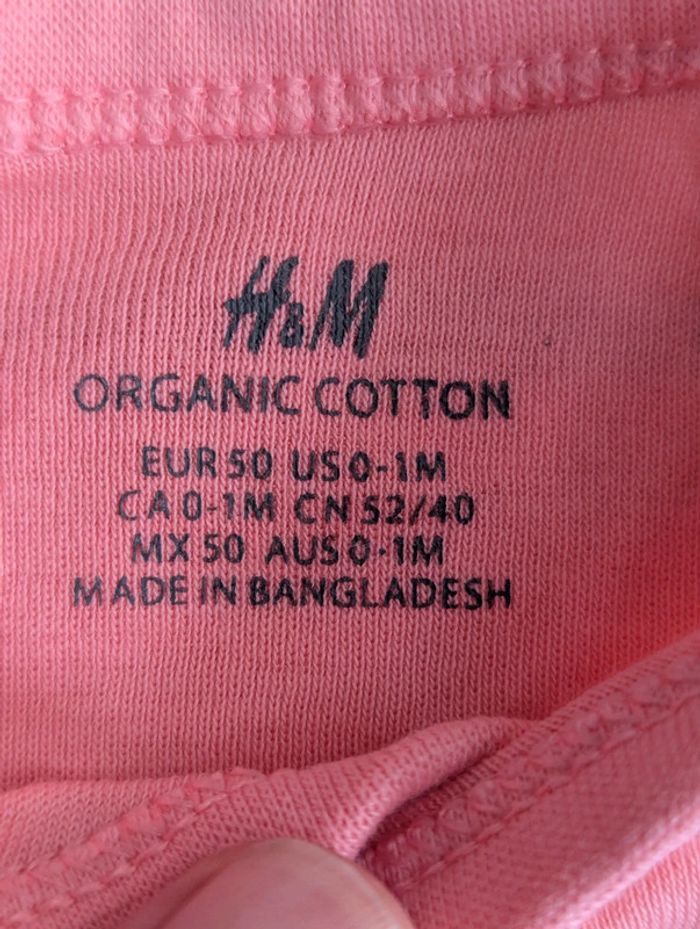 H&M
ORGANIC COTTON
EUR 50 US 0-1M
CA 0-1M CN 52/40
MX 50 AUS 0-1M
MADE IN BANGLADESH